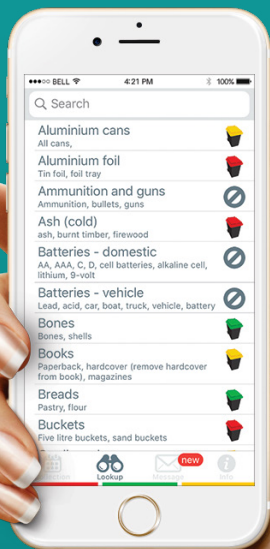 BELL 4:21 PM 100%
Search
Aluminium cans
All cans,
Aluminium foil
Tin foil, foil tray
Ammunition and guns
Ammunition, bullets, guns
Ash (cold)
ash, burnt timber, firewood
Batteries - domestic
AA, AAA, C, D, cell batteries, alkaline cell,
lithium, 9-volt
Batteries - vehicle
Lead, acid, car, boat, truck, vehicle, battery
Bones
Bones, shells
Books
Paperback, hardcover (remove hardcover
from book), magazines
Breads
Pastry, flour
Buckets
Five litre buckets, sand buckets
new
Lookup Message Info